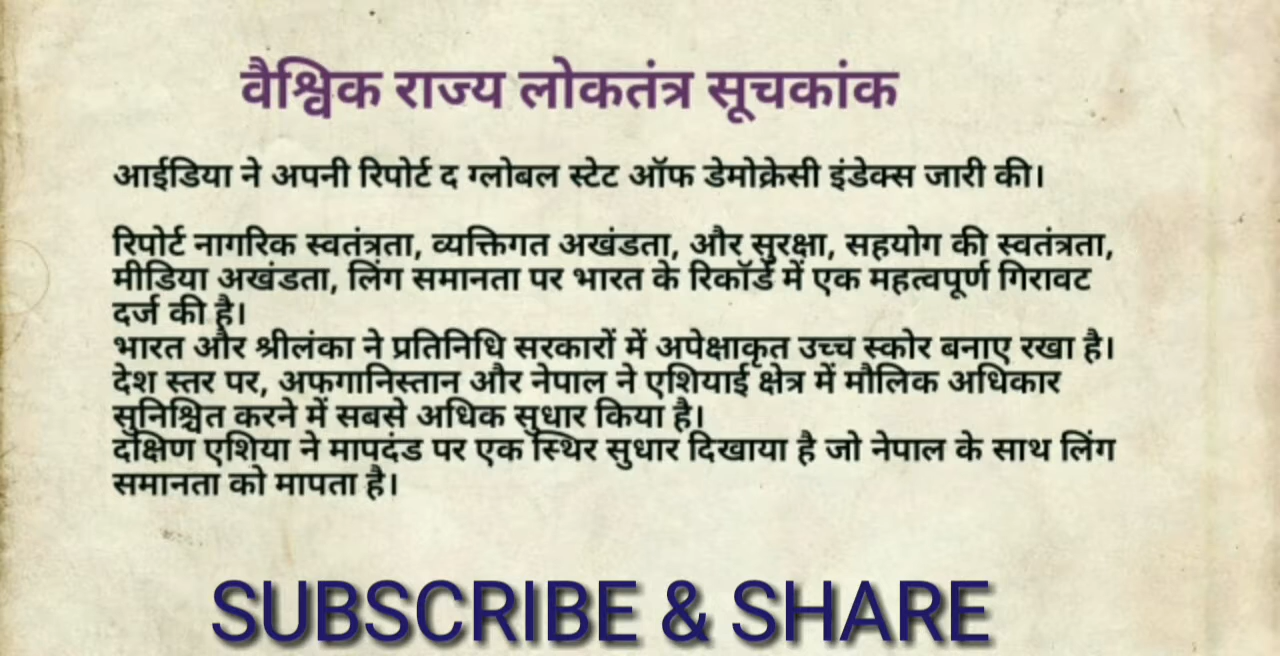 वैश्विक राज्य लोकतंत्र सूचकांक
आईडिया ने अपनी रिपोर्ट द ग्लोबल स्टेट ऑफ डेमोक्रेसी इंडेक्स जारी की।
रिपोर्ट नागरिक स्वतंत्रता, व्यक्तिगत अखंडता, और सुरक्षा, सहयोग की स्वतंत्रता,
मीडिया अखंडता, लिंग समानता पर भारत के रिकॉर्ड में एक महत्वपूर्ण गिरावट
दर्ज की है।
भारत और श्रीलंका ने प्रतिनिधि सरकारों में अपेक्षाकृत उच्च स्कोर बनाए रखा है।
देश स्तर पर, अफगानिस्तान और नेपाल ने एशियाई क्षेत्र में मौलिक अधिकार
सुनिश्चित करने में सबसे अधिक सुधार किया है।
दक्षिण एशिया ने मापदंड पर एक स्थिर सुधार दिखाया है जो नेपाल के साथ लिंग
समानता को मापता है।
SUBSCRIBE & SHARE